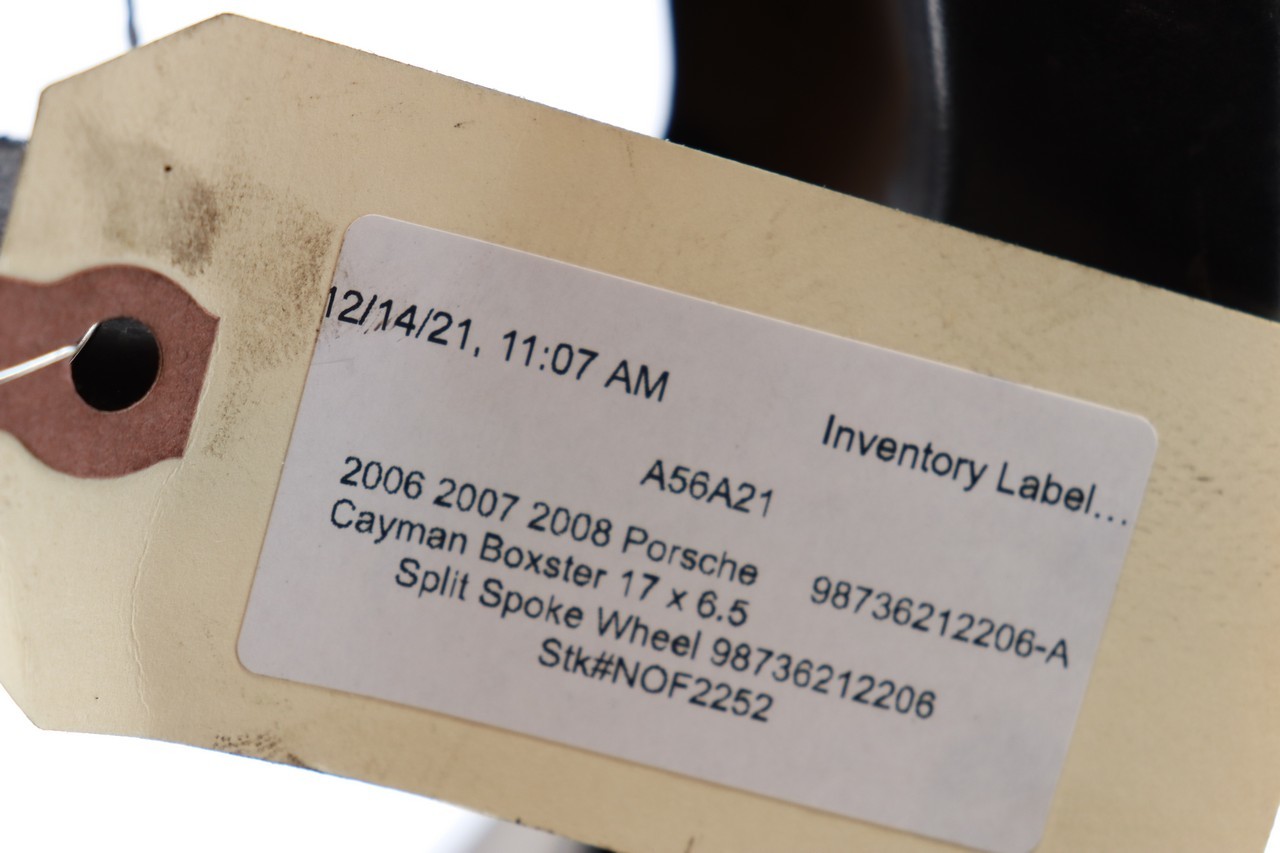 12/14/21, 11:07 AM
Inventory Label...
A56A21
2006 2007 2008 Porsche
Cayman Boxster 17 x 6.5
Split Spoke Wheel 98736212206
Stk#NOF2252
98736212206-A